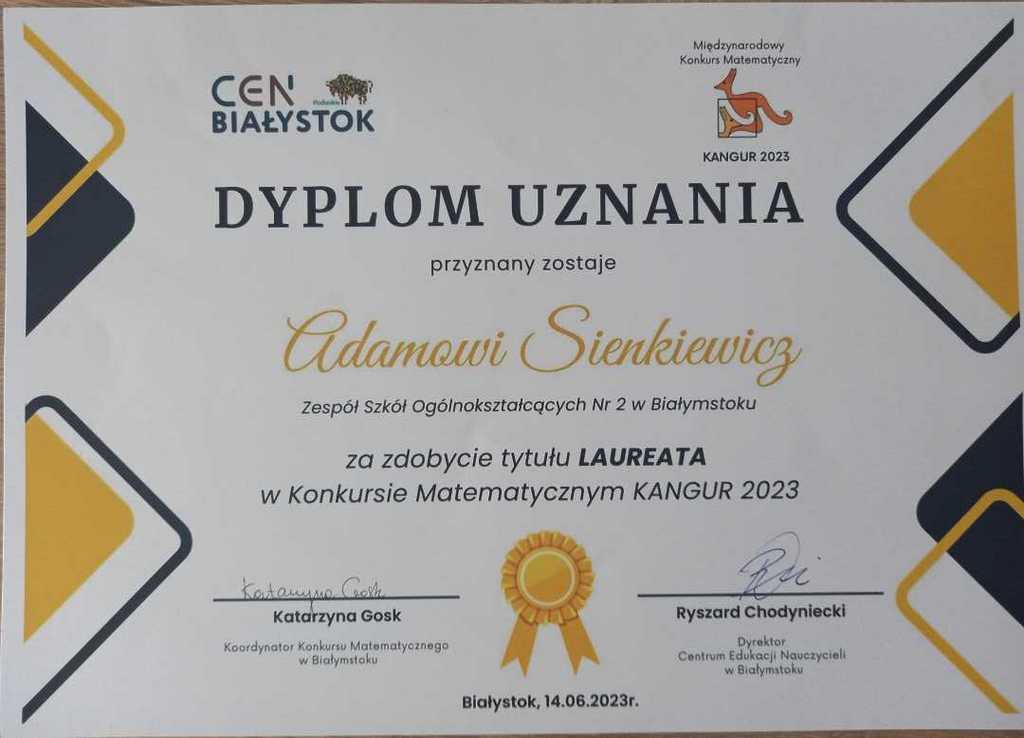 CEN
Podlaskie
BIAŁYSTOK
Międzynarodowy
Konkurs Matematyczny
KANGUR 2023
DYPLOM UZNANIA
przyznany zostaje
Adamowi Sienkiewicz
Zespół Szkół Ogólnokształcących Nr 2 w Białymstoku
za zdobycie tytułu LAUREATA
w Konkursie Matematycznym KANGUR 2023
Katarzyna Gosk
Katarzyna Gosk
Koordynator Konkursu Matematycznego
w Białymstoku
Ryszard Chodyniecki
Dyrektor
Centrum Edukacji Nauczycieli
w Białymstoku
Białystok, 14.06.2023r.